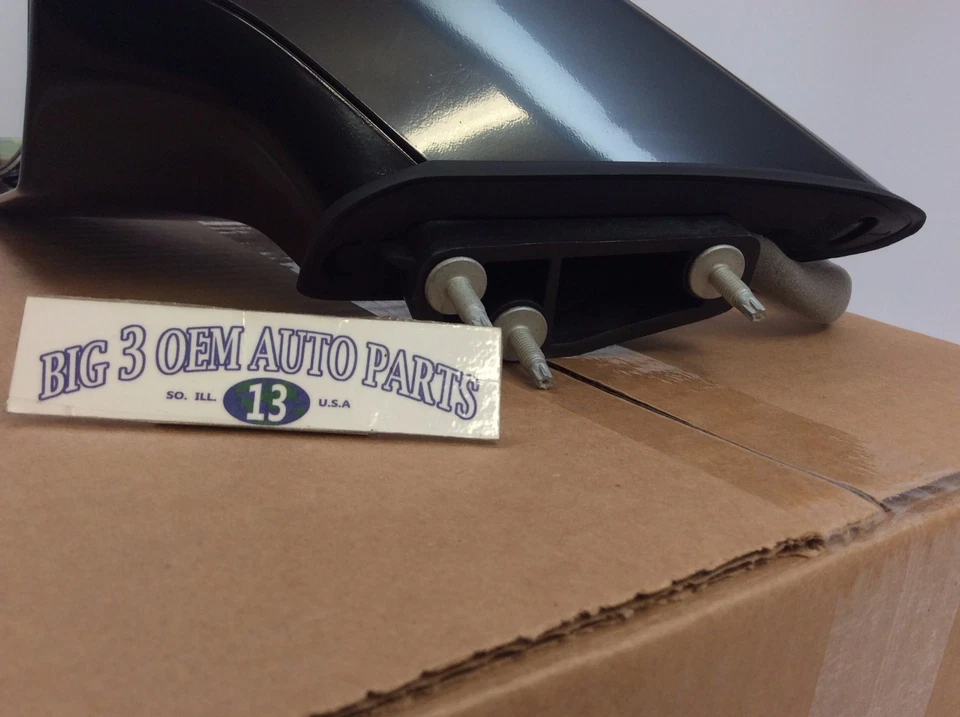 BIG 3 OEM AUTO PARTS
SO. ILL. 13 U.S.A